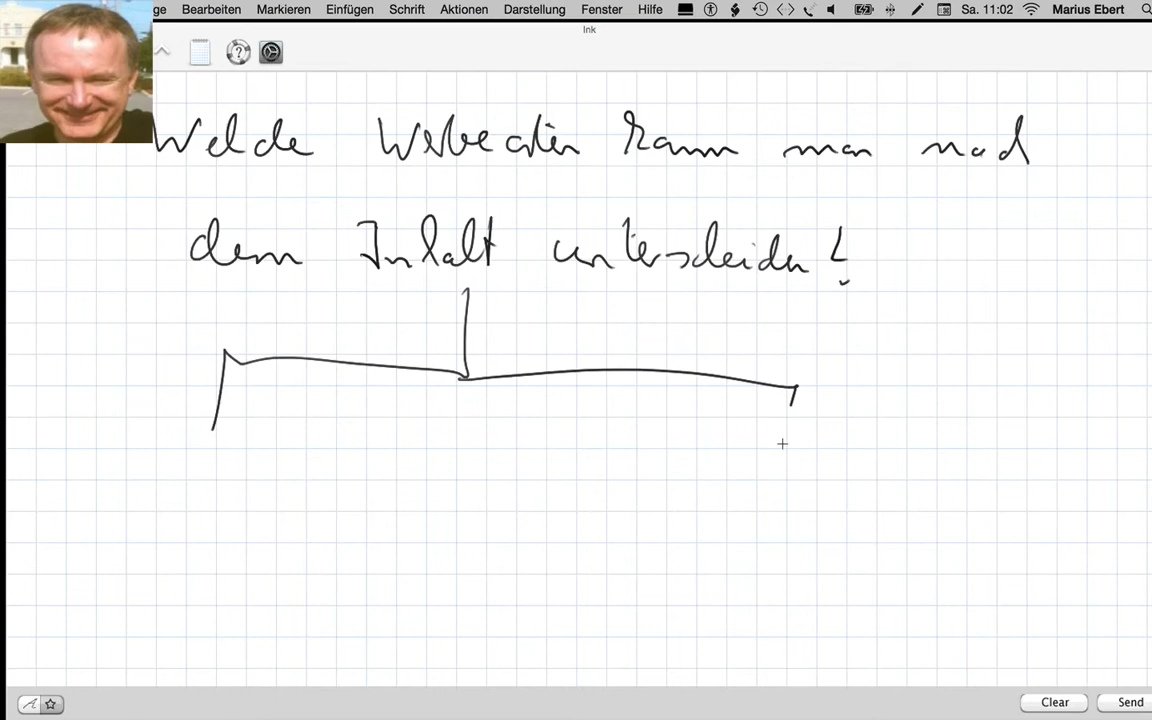 ge Bearbeiten Markieren Einfügen Schrift Aktionen Darstellung Fenster Hilfe Sa. 11:02 Marius Ebert
Ink
Welche Werbearten kann man nach
dem Inhalt unterscheiden?
Clear Send